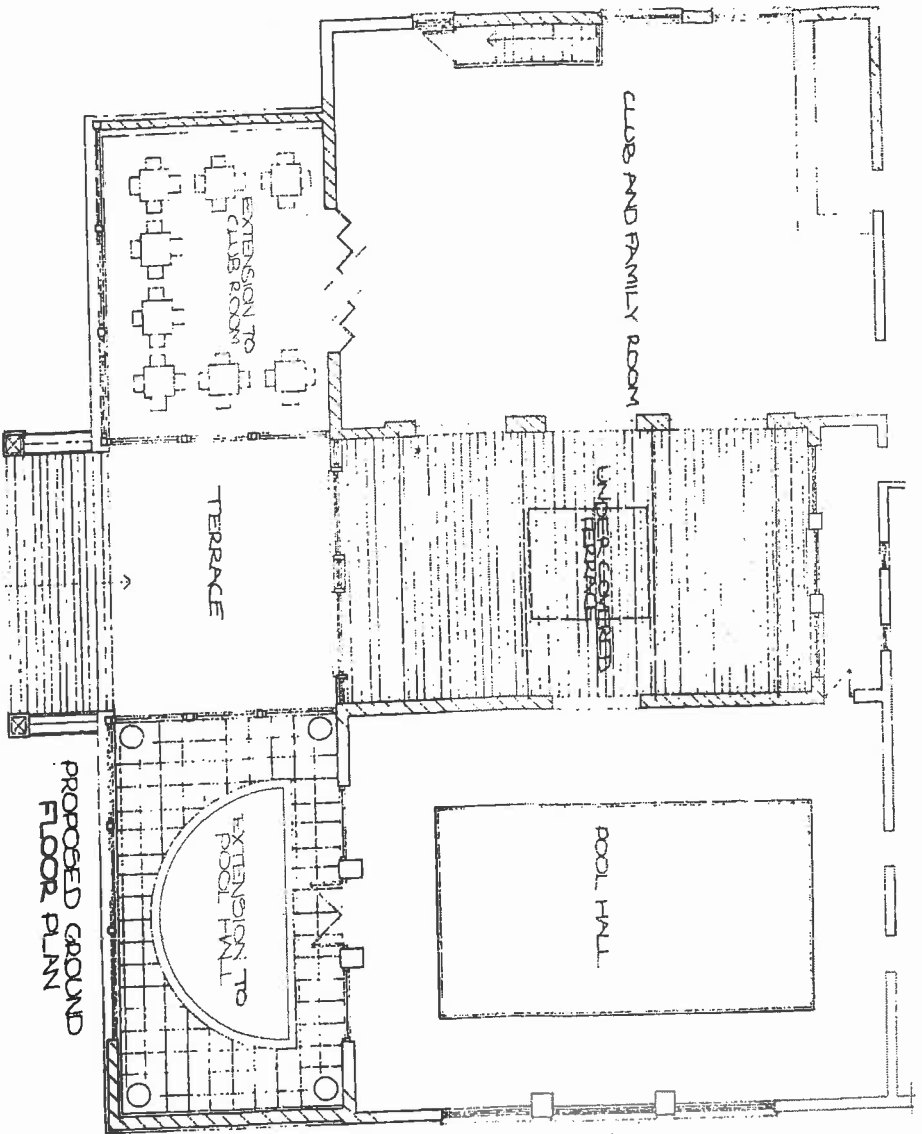 CLUB AND FAMILY ROOM
EXTENSION TO
CLUB ROOM
UNDER COVERED
TERRACE
TERRACE
POOL HALL
EXTENSION TO
POOL HALL
PROPOSED GROUND
FLOOR PLAN